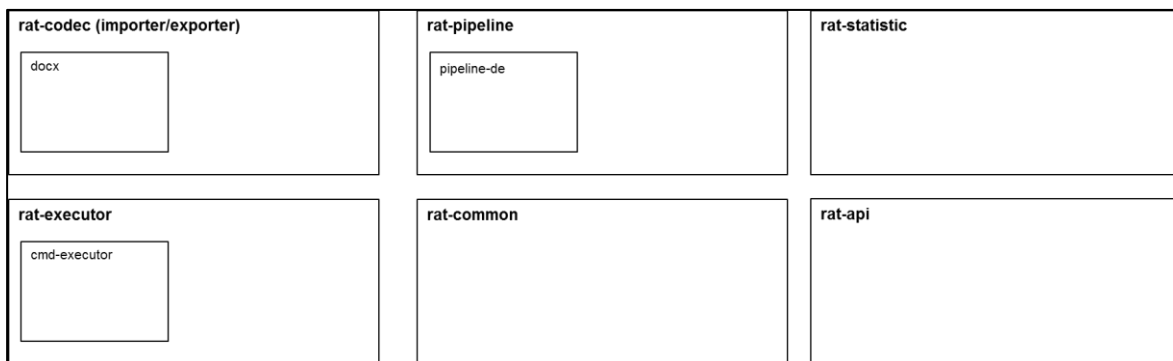 rat-codec (importer/exporter)
docx
rat-pipeline
pipeline-de
rat-statistic
rat-executor
cmd-executor
rat-common
rat-api